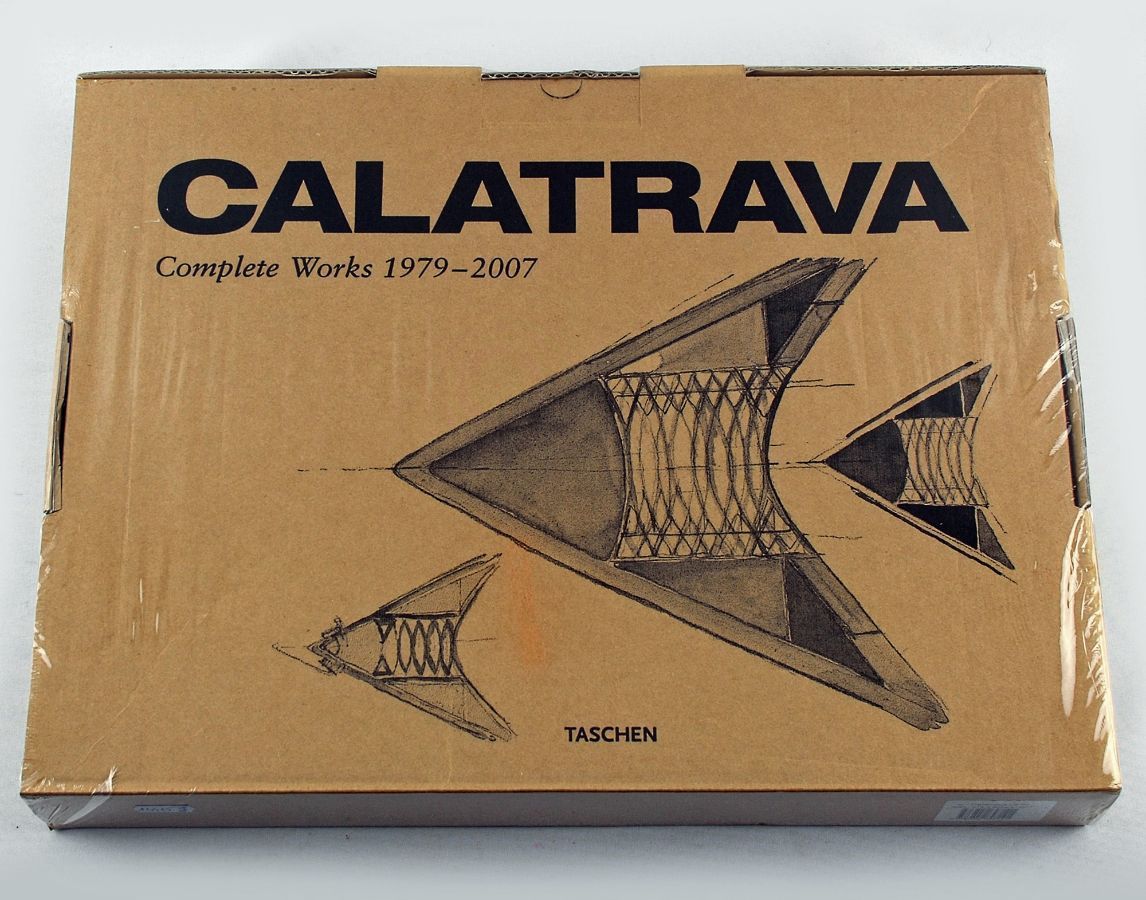 CALATRAVA
Complete Works 1979–2007
TASCHEN